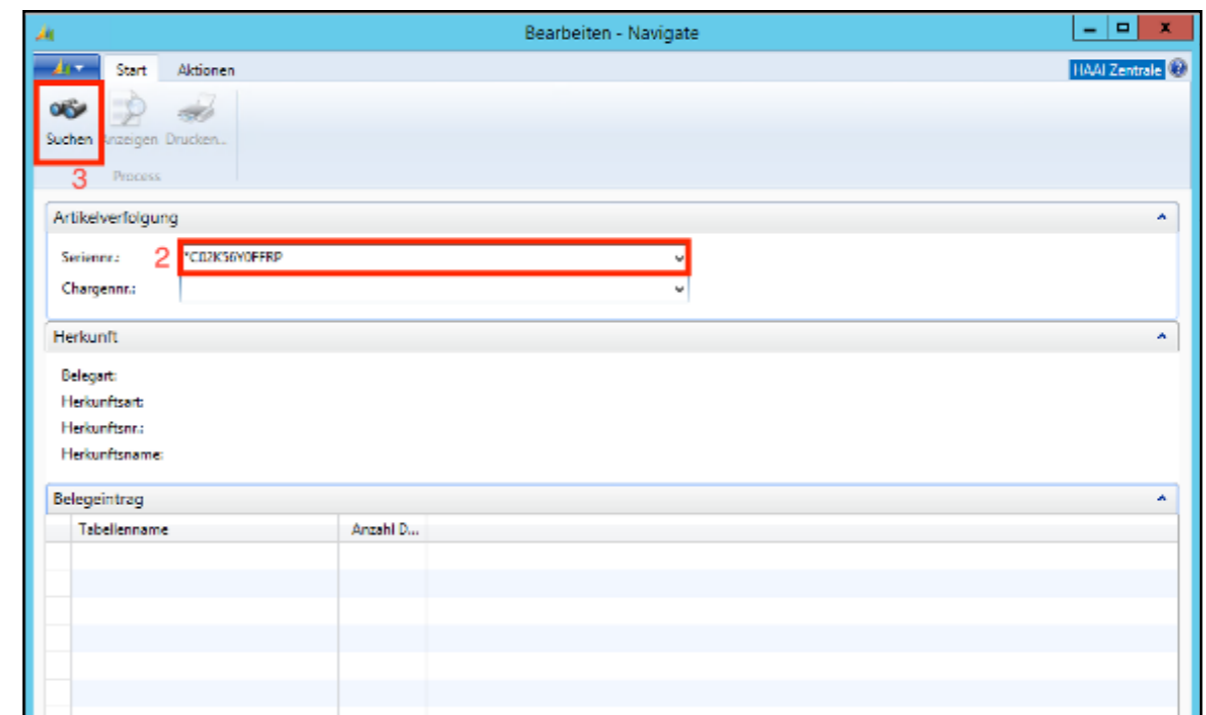 Bearbeiten - Navigate
Start Aktionen
HAAI Zentrale
Suchen Anzeigen Drucken...
3 Process
Artikelverfolgung
Seriennr.: 2 *C02K56Y0FFRP
Chargennr.:
Herkunft
Belegart:
Herkunftsart:
Herkunftsnr.:
Herkunftsname:
Belegeintrag
Tabellenname Anzahl D...